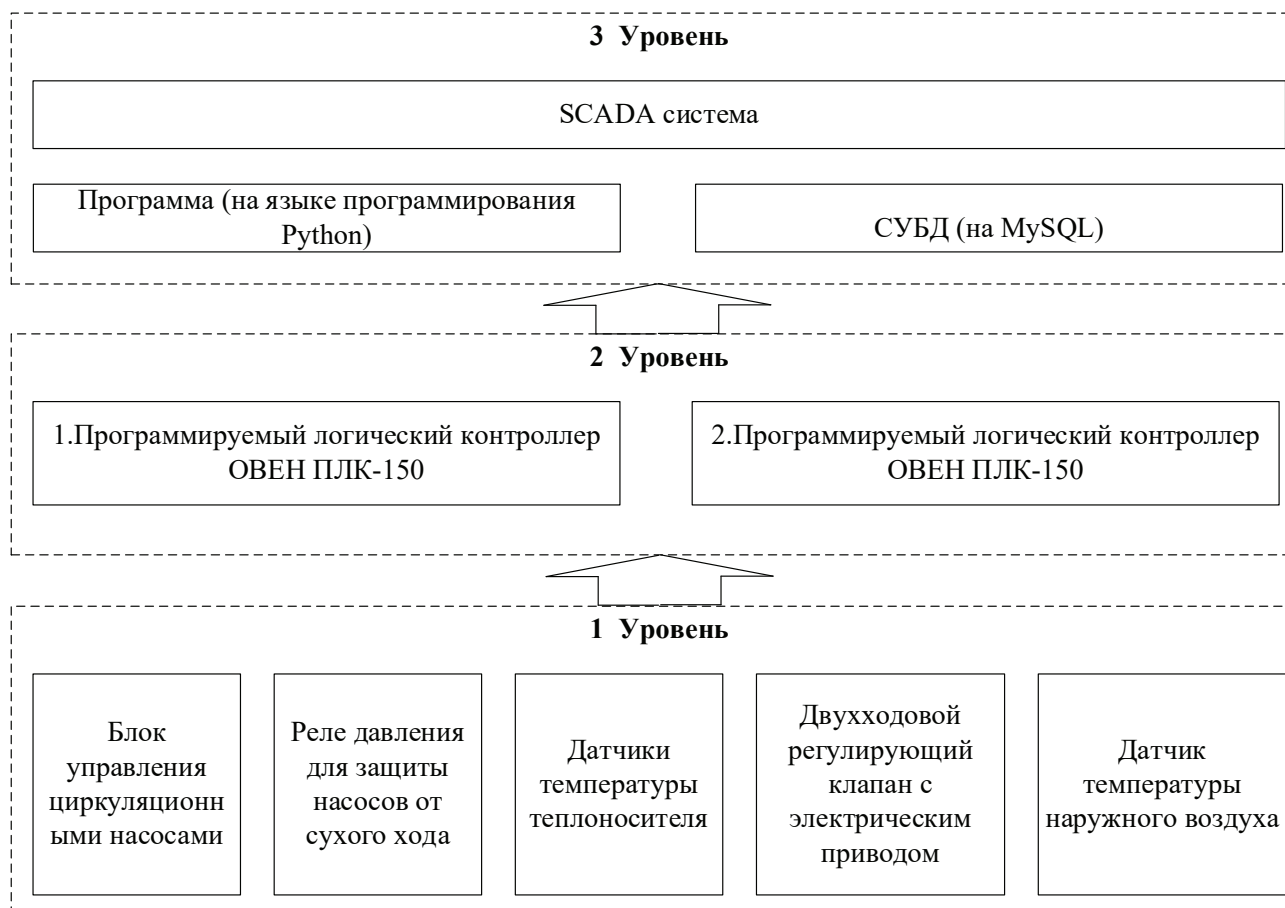 3 Уровень
SCADA система
Программа (на языке программирования
Python)
СУБД (на MySQL)
2 Уровень
1.Программируемый логический контроллер
ОВЕН ПЛК-150
2.Программируемый логический контроллер
ОВЕН ПЛК-150
1 Уровень
Блок
управления
циркуляционн
ыми насосами
Реле давления
для защиты
насосов от
сухого хода
Датчики
температуры
теплоносителя
Двухходовой
регулирующий
клапан с
электрическим
приводом
Датчик
температуры
наружного воздуха